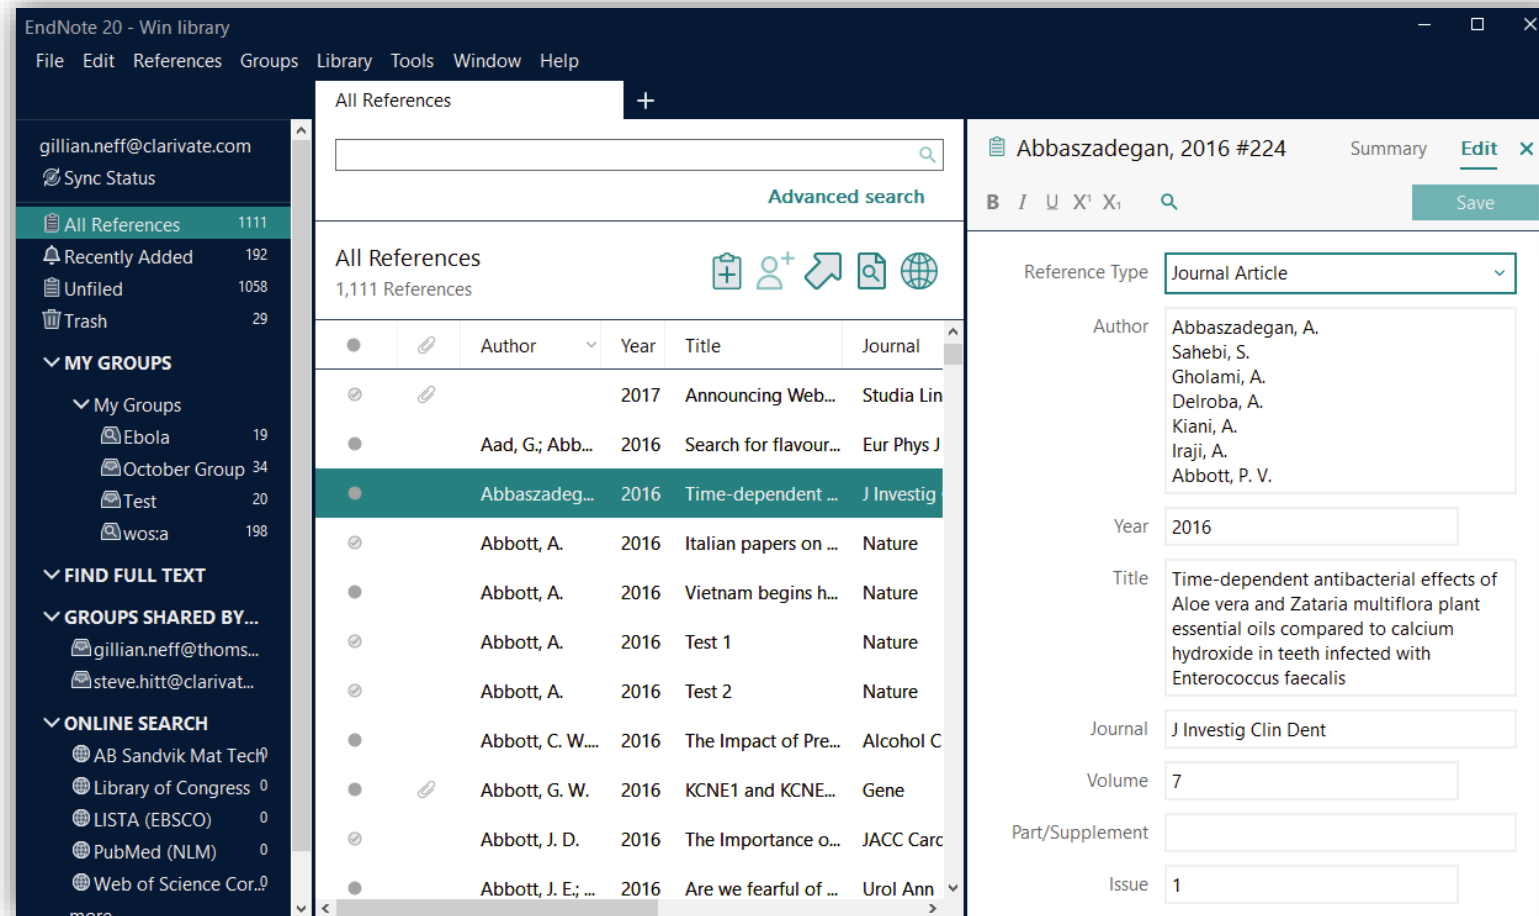 EndNote 20 - Win library
File Edit References Groups Library Tools Window Help
All References +
gillian.neff@clarivate.com
Sync Status
All References 1111
Recently Added 192
Unfiled 1058
Trash 29
MY GROUPS
My Groups
Ebola 19
October Group 34
Test 20
wos:a 198
FIND FULL TEXT
GROUPS SHARED BY...
gillian.neff@thoms...
steve.hitt@clarivat...
ONLINE SEARCH
AB Sandvik Mat Tech 0
Library of Congress 0
LISTA (EBSCO) 0
PubMed (NLM) 0
Web of Science Cor... 0
more
Advanced search
All References
1,111 References
Author Year Title Journal
2017 Announcing Web... Studia Lin
Aad, G.; Abb... 2016 Search for flavour... Eur Phys J
Abbaszadeg... 2016 Time-dependent ... J Investig
Abbott, A. 2016 Italian papers on ... Nature
Abbott, A. 2016 Vietnam begins h... Nature
Abbott, A. 2016 Test 1 Nature
Abbott, A. 2016 Test 2 Nature
Abbott, C. W.... 2016 The Impact of Pre... Alcohol C
Abbott, G. W. 2016 KCNE1 and KCNE... Gene
Abbott, J. D. 2016 The Importance o... JACC Carc
Abbott, J. E.; ... 2016 Are we fearful of ... Urol Ann
Abbaszadegan, 2016 #224 Summary Edit
B I U X¹ X₁ Save
Reference Type Journal Article
Author Abbaszadegan, A.
Sahebi, S.
Gholami, A.
Delroba, A.
Kiani, A.
Iraji, A.
Abbott, P. V.
Year 2016
Title Time-dependent antibacterial effects of
Aloe vera and Zataria multiflora plant
essential oils compared to calcium
hydroxide in teeth infected with
Enterococcus faecalis
Journal J Investig Clin Dent
Volume 7
Part/Supplement
Issue 1